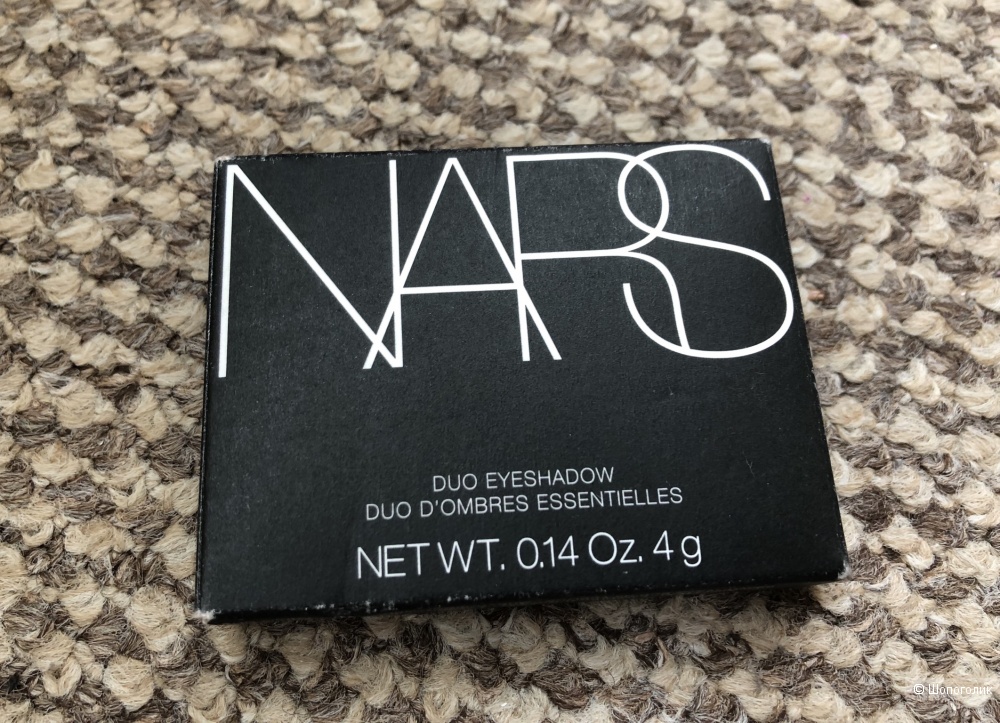 NARS
DUO EYESHADOW
DUO D'OMBRES ESSENTIELLES
NET WT. 0.14 Oz. 4 g
© Шопоголик